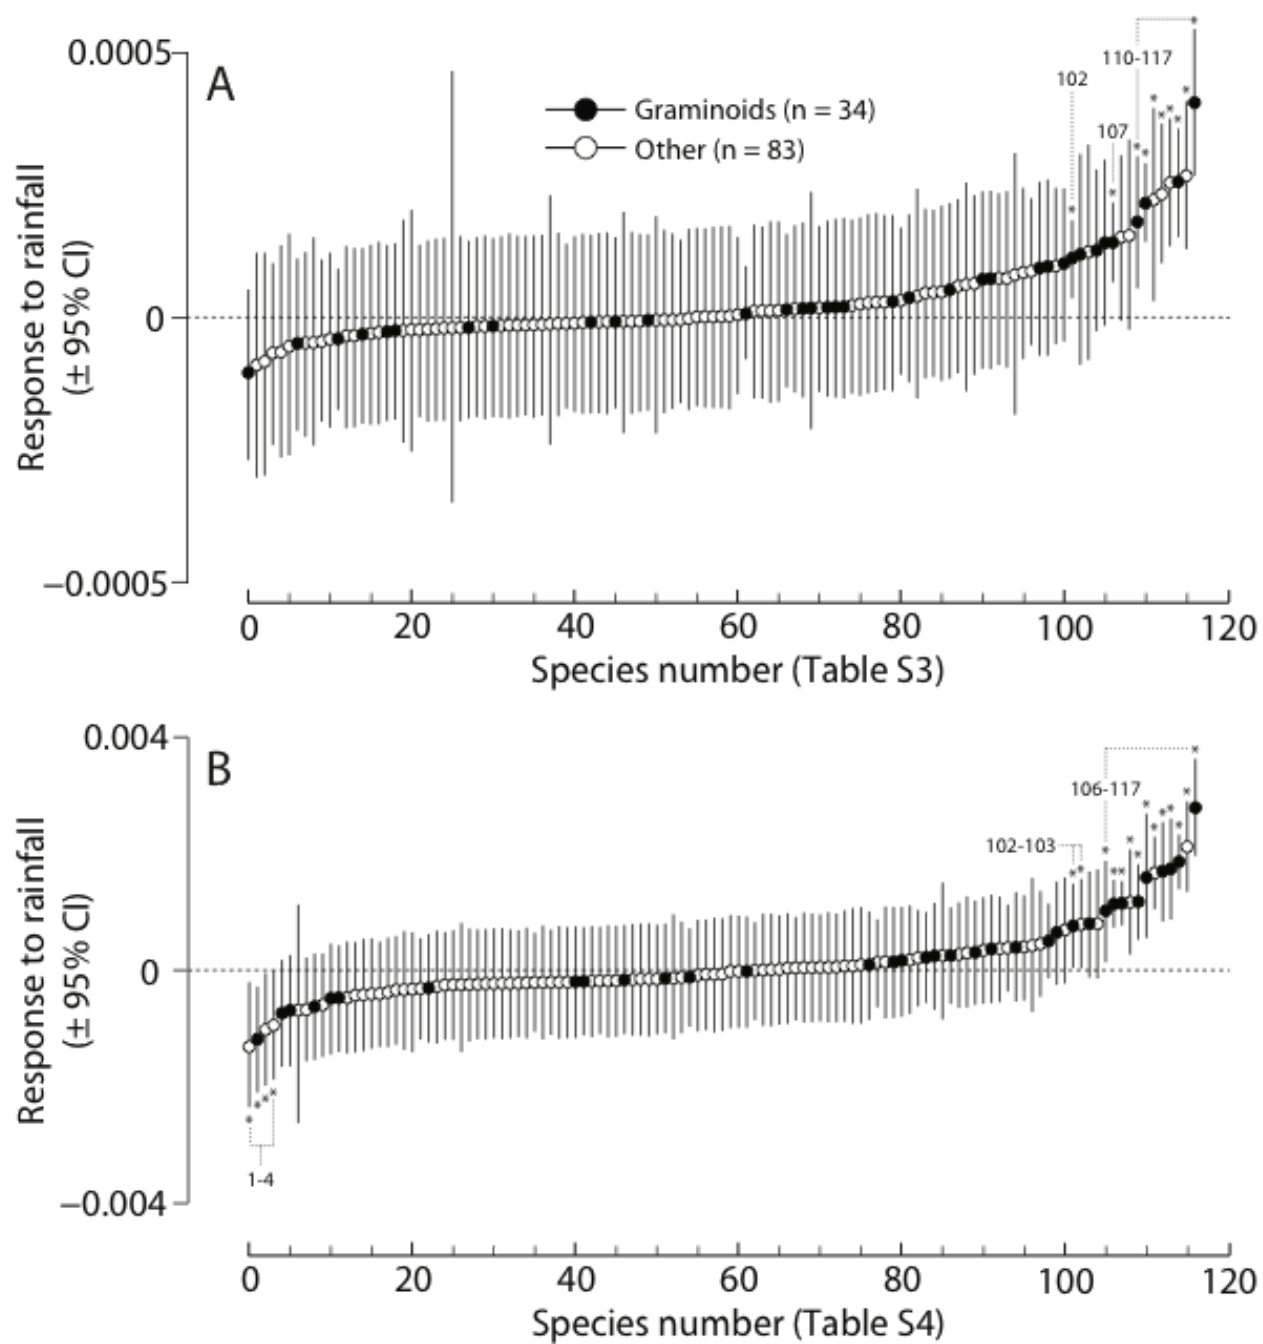 0.0005
A
110-117
102
Graminoids (n = 34)
107
Other (n = 83)
Response to rainfall
(± 95% CI)
0
−0.0005
0 20 40 60 80 100 120
Species number (Table S3)
0.004
B
106-117
102-103
Response to rainfall
(± 95% CI)
0
1-4
−0.004
0 20 40 60 80 100 120
Species number (Table S4)